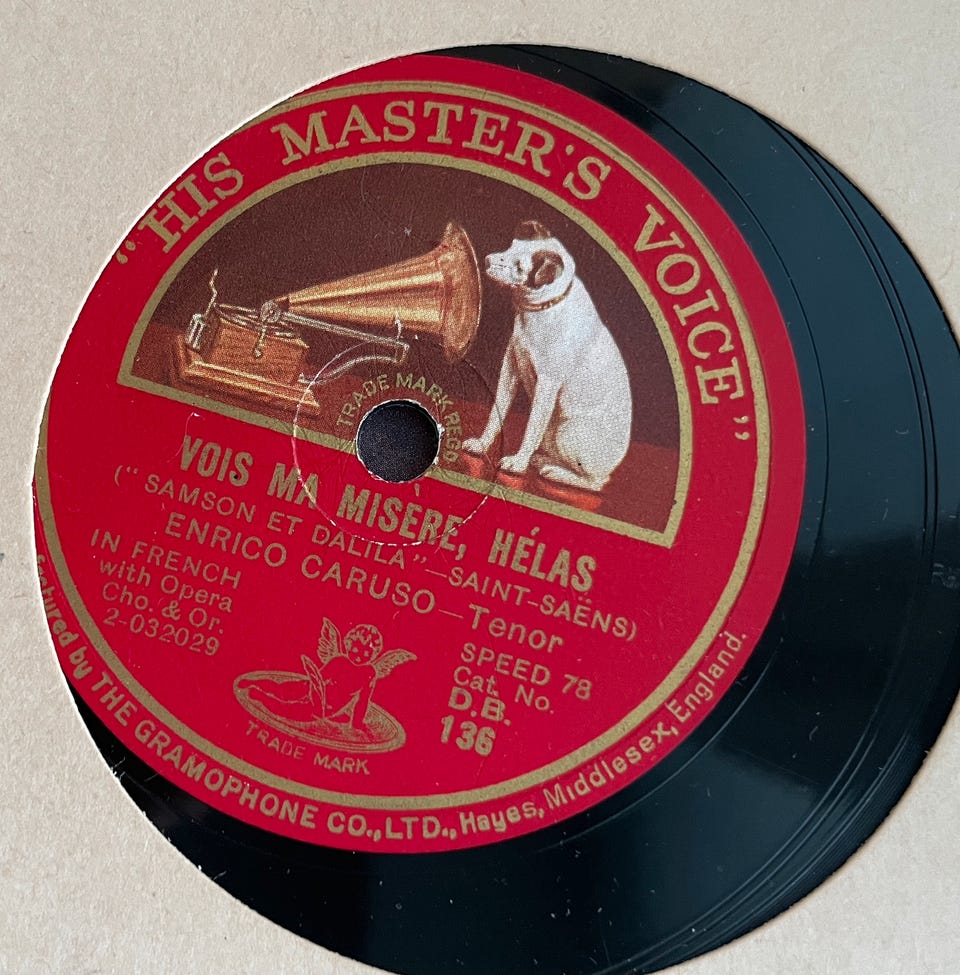 "HIS MASTER'S VOICE"
TRADE MARK REGD
VOIS MA MISÈRE, HÉLAS
("SAMSON ET DALILA"—SAINT-SAËNS)
ENRICO CARUSO—Tenor
IN FRENCH
with Opera
Cho. & Or.
2-032029
SPEED 78
Cat. No.
D.B.
136
TRADE MARK
by THE GRAMOPHONE CO., LTD., Hayes, Middlesex, England.